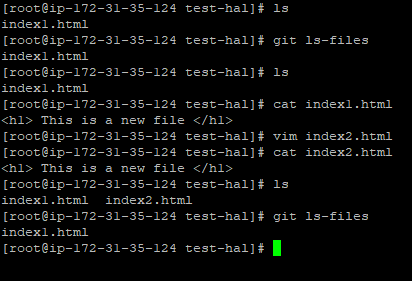 [root@ip-172-31-35-124 test-hal]# ls
index1.html
[root@ip-172-31-35-124 test-hal]# git ls-files
index1.html
[root@ip-172-31-35-124 test-hal]# ls
index1.html
[root@ip-172-31-35-124 test-hal]# cat index1.html
<h1> This is a new file </h1>
[root@ip-172-31-35-124 test-hal]# vim index2.html
[root@ip-172-31-35-124 test-hal]# cat index2.html
<h1> This is a new file </h1>
[root@ip-172-31-35-124 test-hal]# ls
index1.html  index2.html
[root@ip-172-31-35-124 test-hal]# git ls-files
index1.html
[root@ip-172-31-35-124 test-hal]#